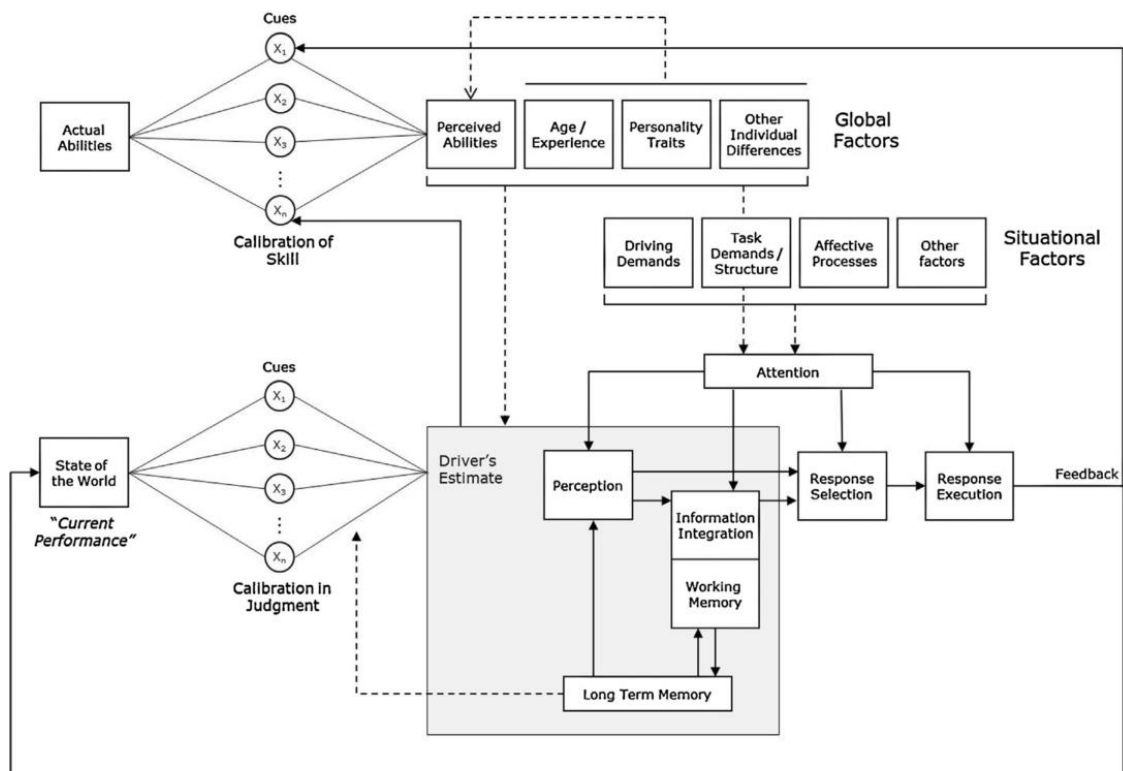 Cues
X1
X2
X3
⋮
Xn
Calibration of
Skill
Actual
Abilities
Perceived
Abilities
Age /
Experience
Personality
Traits
Other
Individual
Differences
Global
Factors
Driving
Demands
Task
Demands /
Structure
Affective
Processes
Other
factors
Situational
Factors
Attention
Cues
X1
X2
X3
⋮
Xn
Calibration in
Judgment
State of
the World
"Current
Performance"
Driver's
Estimate
Perception
Information
Integration
Working
Memory
Long Term Memory
Response
Selection
Response
Execution
Feedback